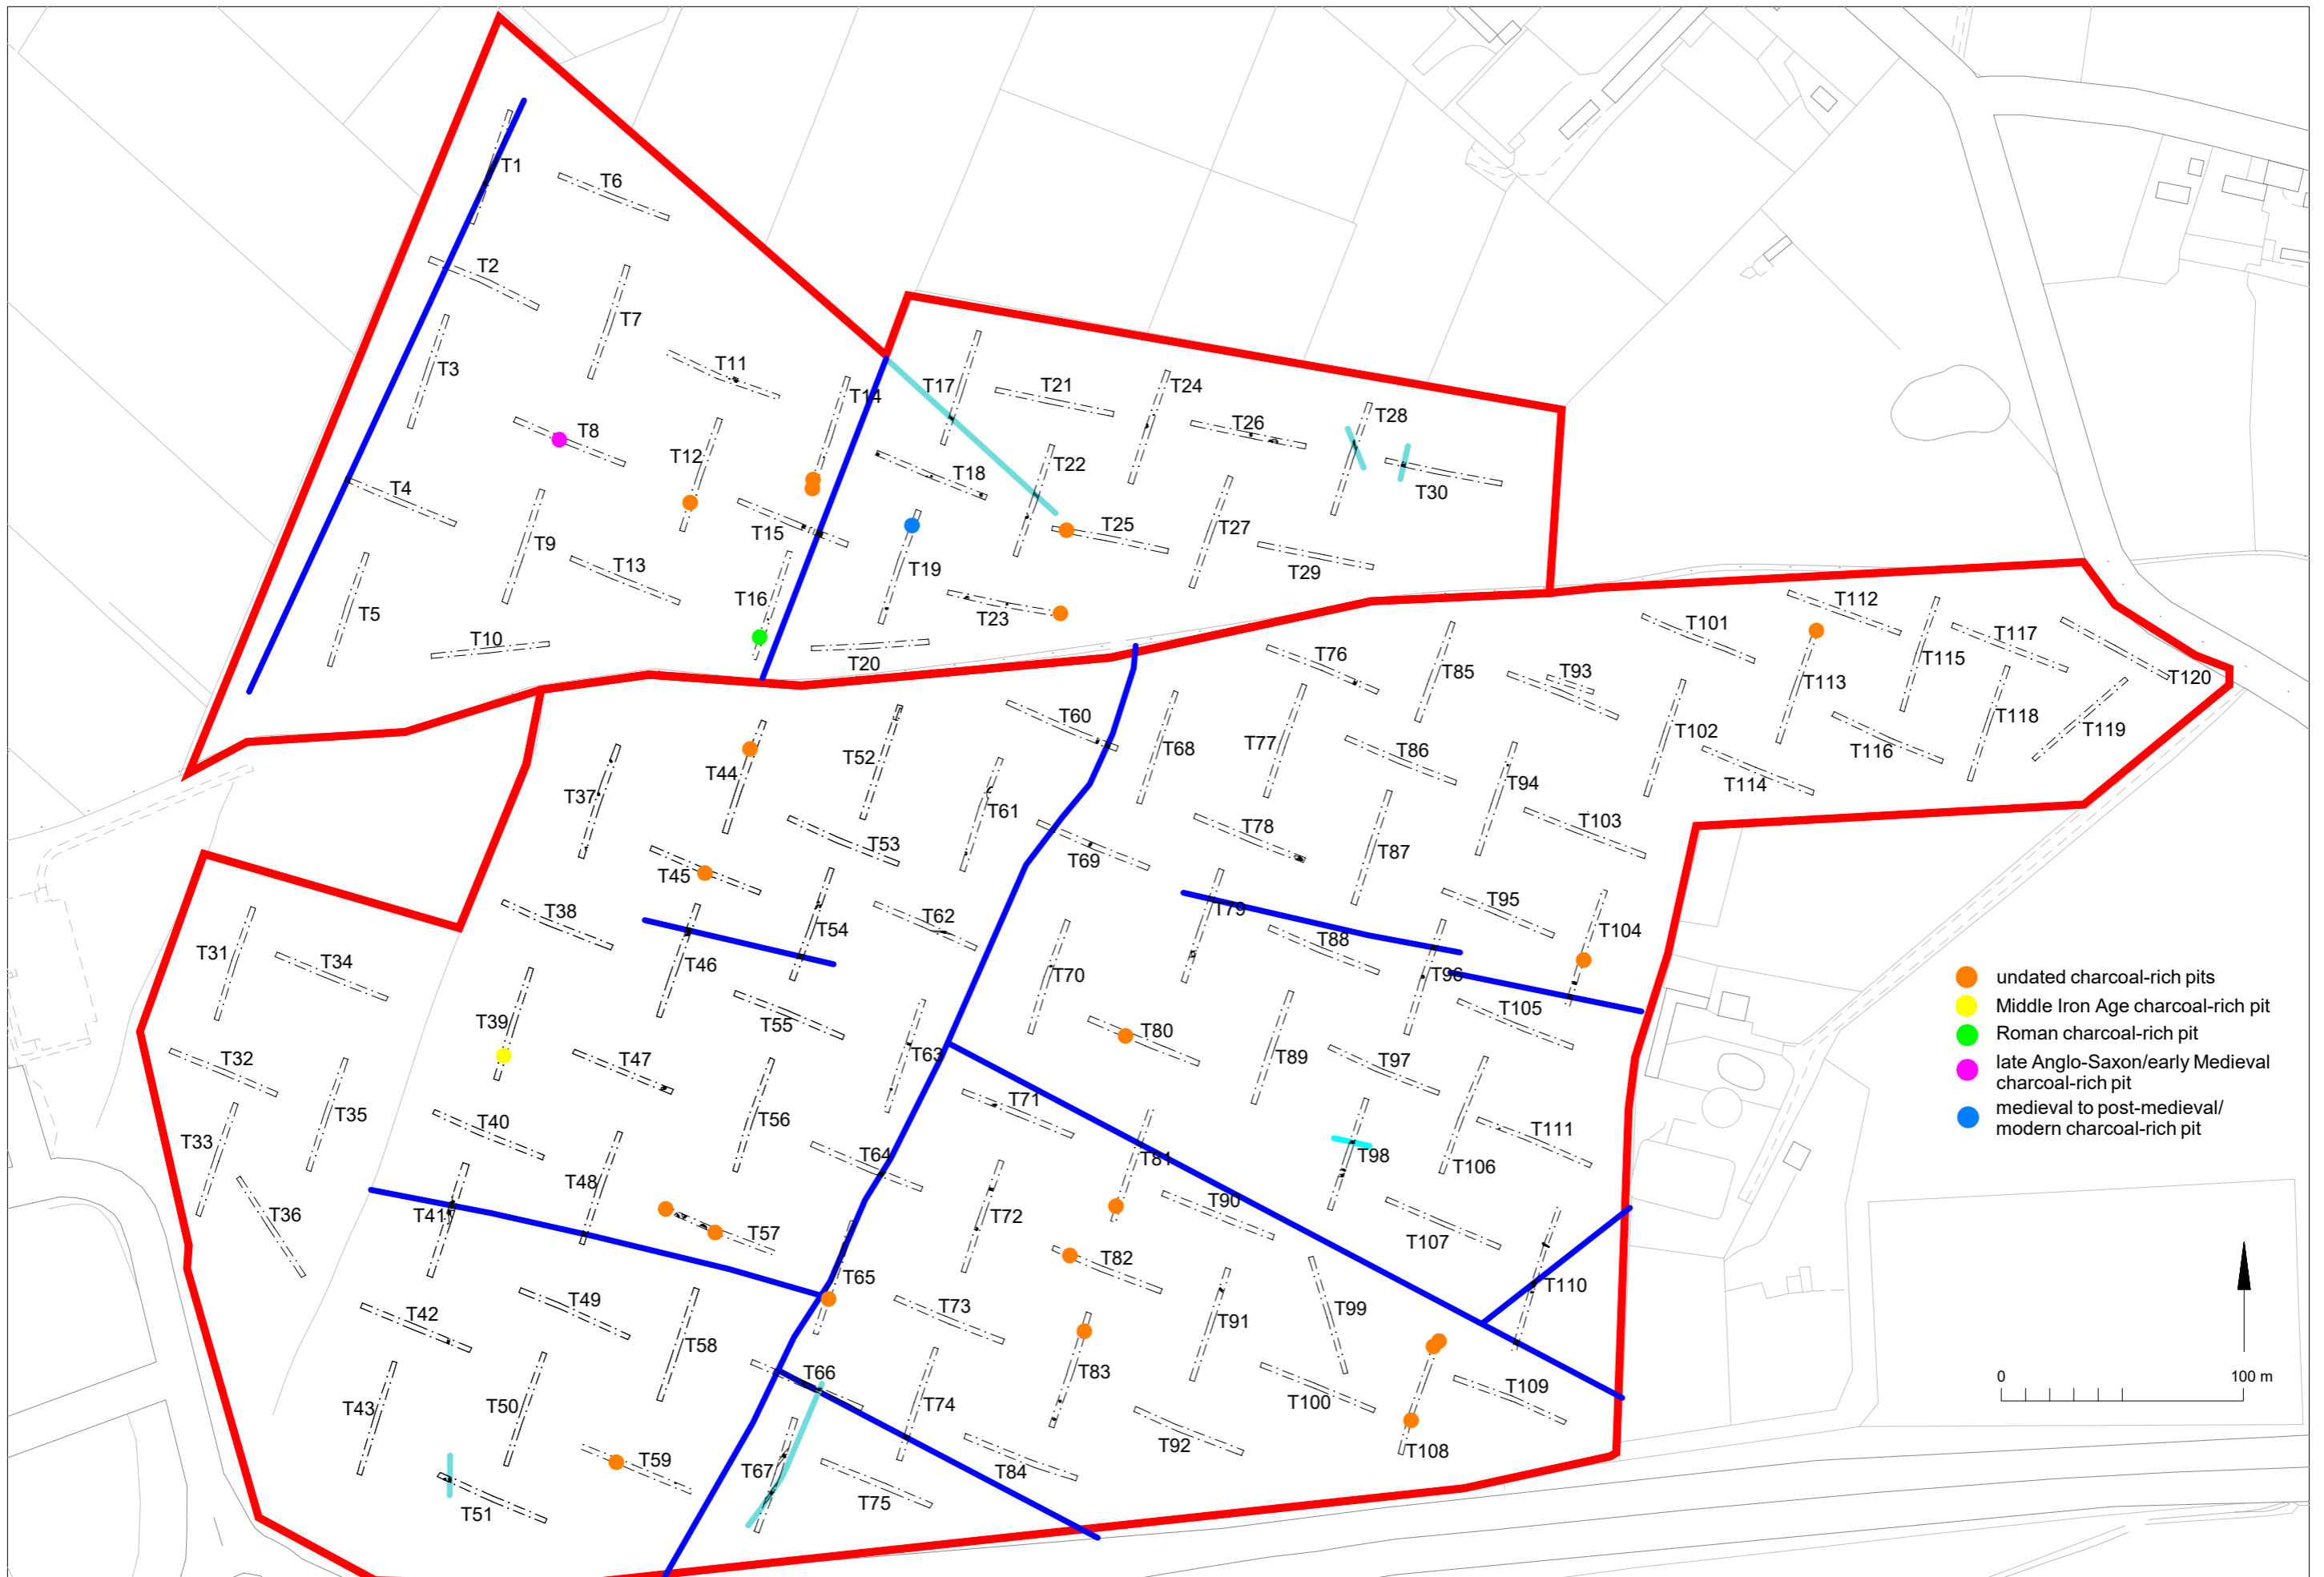 T1
T6
T2
T7
T3
T11
T14
T17
T21
T24
T26
T28
T8
T12
T22
T18
T30
T4
T15
T25
T27
T9
T13
T19
T29
T5
T16
T23
T10
T20
T112
T101
T117
T115
T76
T85
T93
T120
T113
T118
T119
T60
T68
T77
T102
T116
T52
T86
T44
T114
T37
T94
T61
T78
T103
T53
T69
T87
T45
T38
T62
T79
T95
T104
T31
T34
T54
T88
T46
T96
T70
undated charcoal-rich pits
Middle Iron Age charcoal-rich pit
Roman charcoal-rich pit
late Anglo-Saxon/early Medieval
charcoal-rich pit
medieval to post-medieval/
modern charcoal-rich pit
T39
T55
T105
T32
T47
T63
T80
T89
T97
T71
T40
T56
T33
T35
T111
T64
T81
T98
T106
T48
T36
T41
T90
T72
T57
T107
T82
T65
T110
T42
T49
T73
T99
T91
T58
T66
T83
0
100 m
T43
T50
T74
T100
T109
T92
T108
T59
T67
T84
T75
T51